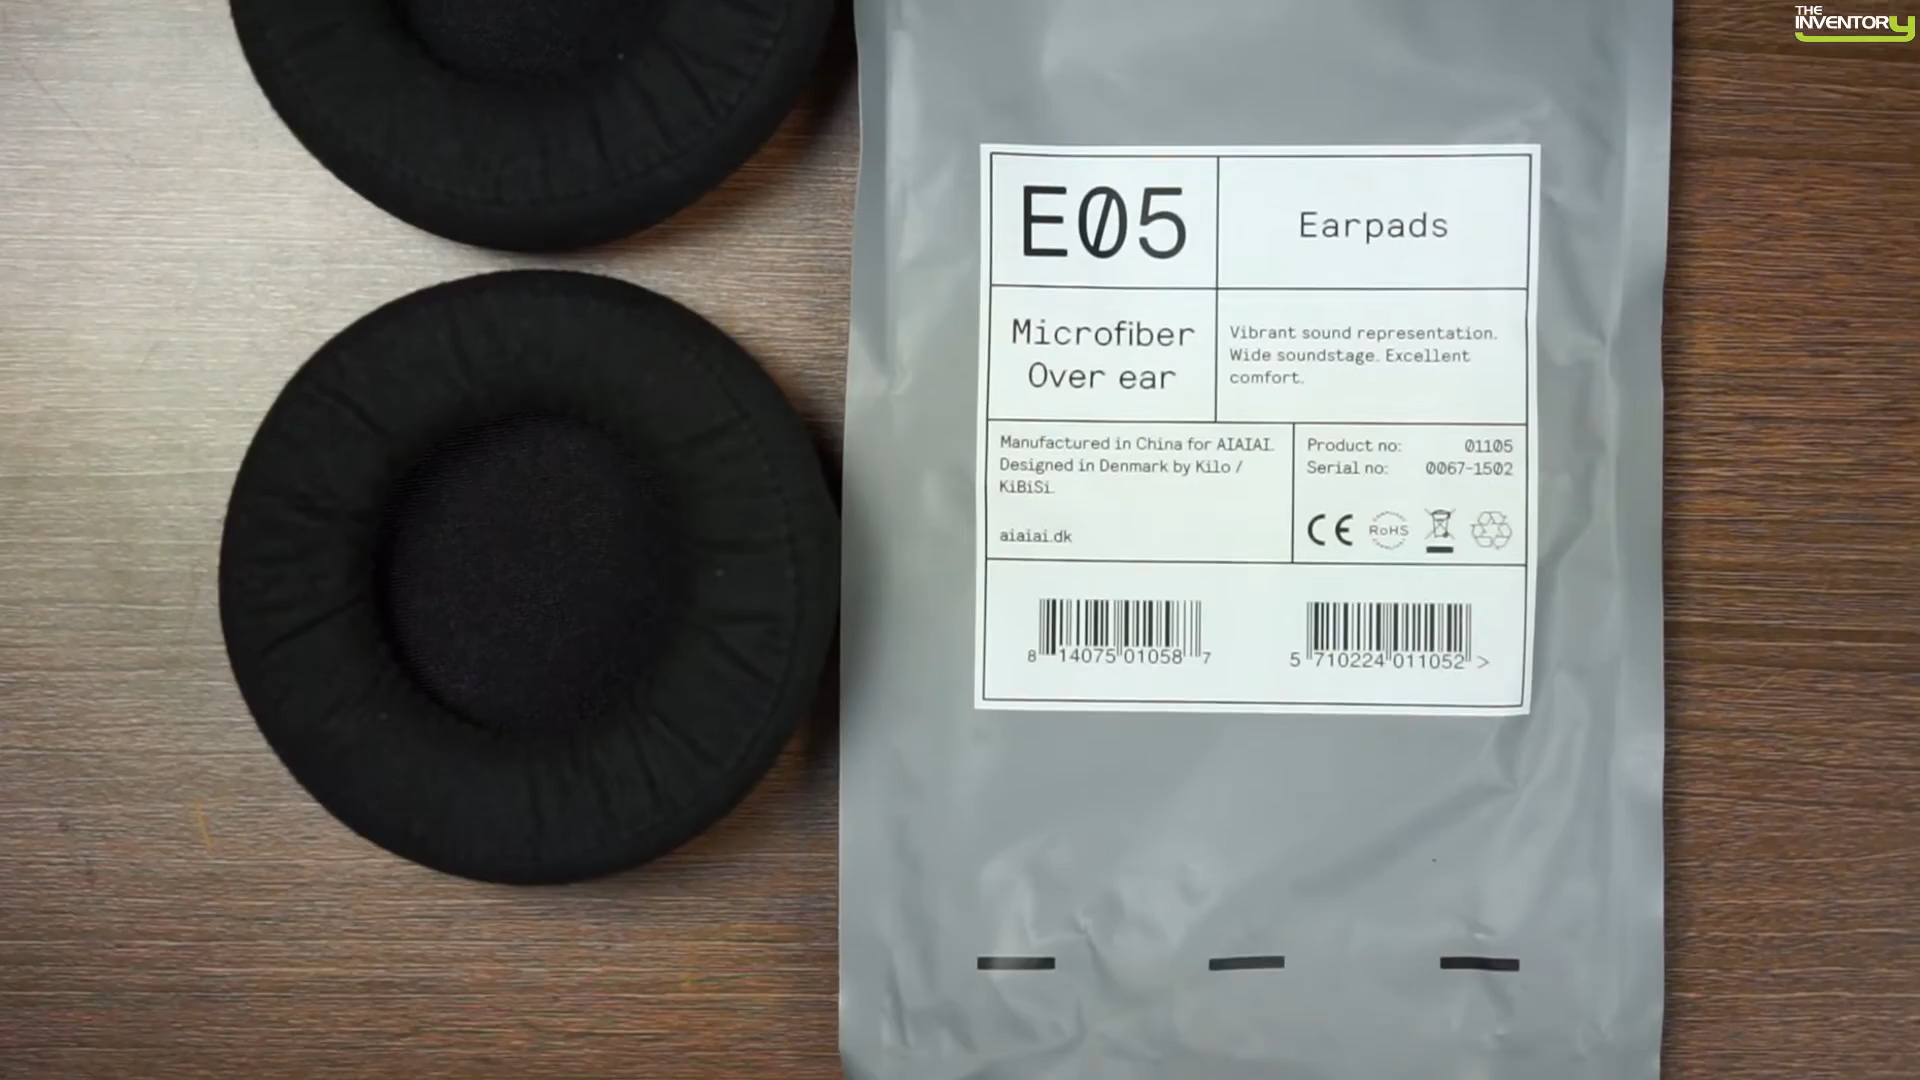 THE
INVENTORY
E05
Earpads
Microfiber
Over ear
Vibrant sound representation.
Wide soundstage. Excellent
comfort.
Manufactured in China for AIAIAI.
Designed in Denmark by Kilo /
KiBiSi.
aiaiai.dk
Product no: 01105
Serial no: 0067-1502
CE RoHS
8 14075 01058 7
5 710224 011052 >